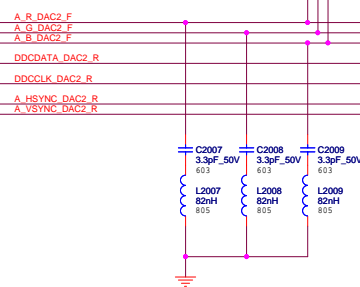 A_R_DAC2_F
A_G_DAC2_F
A_B_DAC2_F
DDCDATA_DAC2_R
DDCCLK_DAC2_R
A_HSYNC_DAC2_R
A_VSYNC_DAC2_R
C2007
3.3pF_50V
603
C2008
3.3pF_50V
603
C2009
3.3pF_50V
603
L2007
82nH
805
L2008
82nH
805
L2009
82nH
805